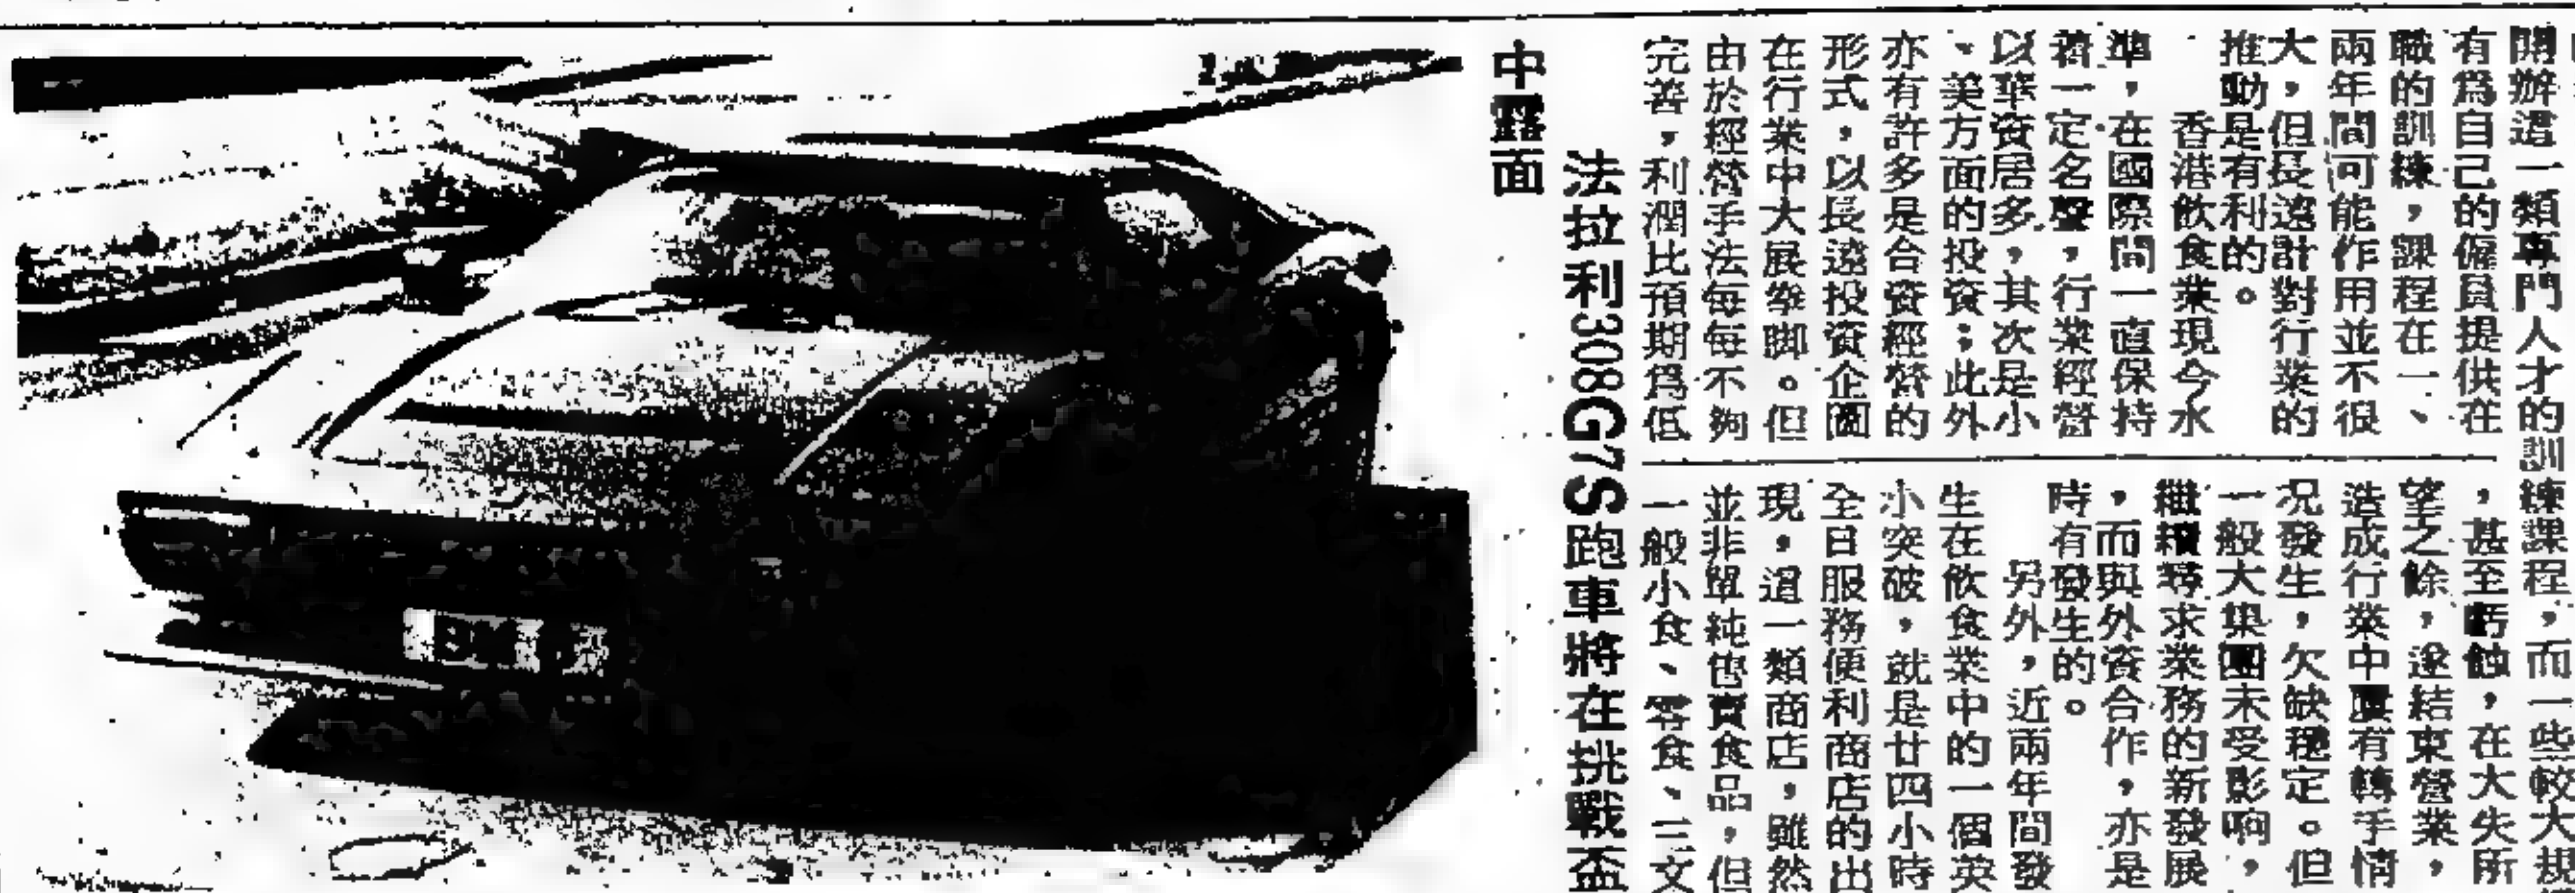 開辦這一類專門人才的訓練課程，而一些較大規
有爲自己的僱員提供在
職的訓練，課程在一、
兩年間可能作用並不很
大，但長遠計對行業的
推動是有利的。
香港飲食業現今水
準，在國際間一直保持
着一定名聲，行業經營
以華資居多，其次是小
、美方面的投資；此外
亦有許多是合資經營的
形式，以長遠投資企圖
在行業中大展拳脚。但
由於經營手法每每不夠
完善，利潤比預期爲低
，甚至虧蝕，在大失所
望之餘，遂結束營業，
造成行業中屢有轉手情
況發生，欠缺穩定。但
一般大集團未受影响，
繼續尋求業務的新發展
，而與外資合作，亦是
時有發生的。
另外，近兩年間發
生在飲食業中的一個英
小突破，就是廿四小時
全日服務便利商店的出
現，這一類商店，雖然
並非單純售賣食品，但
一般小食、零食、三文
法拉利308G7S跑車將在挑戰盃
中露面